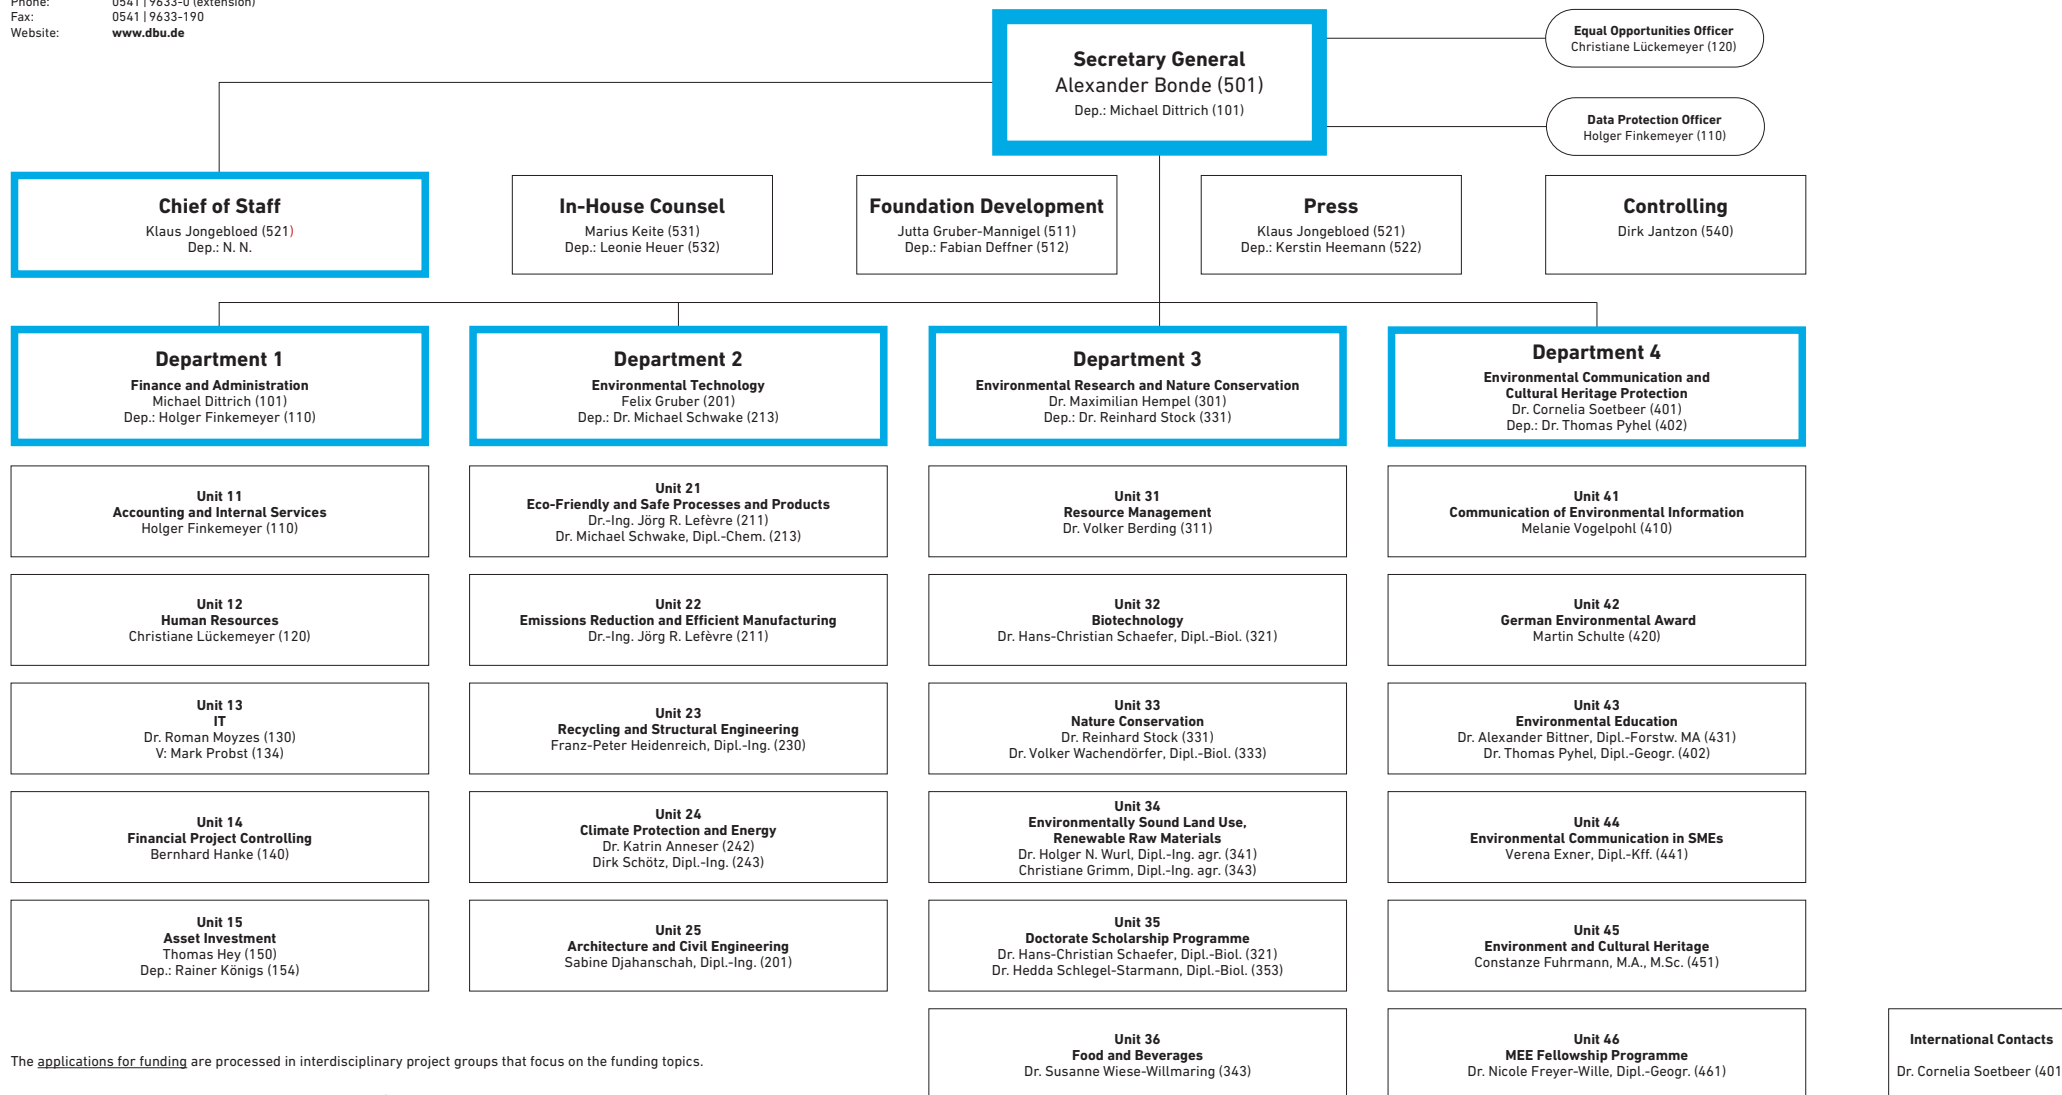 Phone: 0541 | 9633-0 (extension)
Fax: 0541 | 9633-190
Website: www.dbu.de
Secretary General
Alexander Bonde (501)
Dep.: Michael Dittrich (101)
Equal Opportunities Officer
Christiane Lückemeyer (120)
Data Protection Officer
Holger Finkemeyer (110)
Chief of Staff
Klaus Jongebloed (521)
Dep.: N. N.
In-House Counsel
Marius Keite (531)
Dep.: Leonie Heuer (532)
Foundation Development
Jutta Gruber-Mannigel (511)
Dep.: Fabian Deffner (512)
Press
Klaus Jongebloed (521)
Dep.: Kerstin Heemann (522)
Controlling
Dirk Jantzon (540)
Department 1
Finance and Administration
Michael Dittrich (101)
Dep.: Holger Finkemeyer (110)
Department 2
Environmental Technology
Felix Gruber (201)
Dep.: Dr. Michael Schwake (213)
Department 3
Environmental Research and Nature Conservation
Dr. Maximilian Hempel (301)
Dep.: Dr. Reinhard Stock (331)
Department 4
Environmental Communication and
Cultural Heritage Protection
Dr. Cornelia Soetbeer (401)
Dep.: Dr. Thomas Pyhel (402)
Unit 11
Accounting and Internal Services
Holger Finkemeyer (110)
Unit 21
Eco-Friendly and Safe Processes and Products
Dr.-Ing. Jörg R. Lefèvre (211)
Dr. Michael Schwake, Dipl.-Chem. (213)
Unit 31
Resource Management
Dr. Volker Berding (311)
Unit 41
Communication of Environmental Information
Melanie Vogelpohl (410)
Unit 12
Human Resources
Christiane Lückemeyer (120)
Unit 22
Emissions Reduction and Efficient Manufacturing
Dr.-Ing. Jörg R. Lefèvre (211)
Unit 32
Biotechnology
Dr. Hans-Christian Schaefer, Dipl.-Biol. (321)
Unit 42
German Environmental Award
Martin Schulte (420)
Unit 13
IT
Dr. Roman Moyzes (130)
V: Mark Probst (134)
Unit 23
Recycling and Structural Engineering
Franz-Peter Heidenreich, Dipl.-Ing. (230)
Unit 33
Nature Conservation
Dr. Reinhard Stock (331)
Dr. Volker Wachendörfer, Dipl.-Biol. (333)
Unit 43
Environmental Education
Dr. Alexander Bittner, Dipl.-Forstw. MA (431)
Dr. Thomas Pyhel, Dipl.-Geogr. (402)
Unit 14
Financial Project Controlling
Bernhard Hanke (140)
Unit 24
Climate Protection and Energy
Dr. Katrin Anneser (242)
Dirk Schötz, Dipl.-Ing. (243)
Unit 34
Environmentally Sound Land Use,
Renewable Raw Materials
Dr. Holger N. Wurl, Dipl.-Ing. agr. (341)
Christiane Grimm, Dipl.-Ing. agr. (343)
Unit 44
Environmental Communication in SMEs
Verena Exner, Dipl.-Kff. (441)
Unit 15
Asset Investment
Thomas Hey (150)
Dep.: Rainer Königs (154)
Unit 25
Architecture and Civil Engineering
Sabine Djahanschah, Dipl.-Ing. (201)
Unit 35
Doctorate Scholarship Programme
Dr. Hans-Christian Schaefer, Dipl.-Biol. (321)
Dr. Hedda Schlegel-Starmann, Dipl.-Biol. (353)
Unit 45
Environment and Cultural Heritage
Constanze Fuhrmann, M.A., M.Sc. (451)
The applications for funding are processed in interdisciplinary project groups that focus on the funding topics.
Unit 36
Food and Beverages
Dr. Susanne Wiese-Willmaring (343)
Unit 46
MEE Fellowship Programme
Dr. Nicole Freyer-Wille, Dipl.-Geogr. (461)
International Contacts
Dr. Cornelia Soetbeer (401